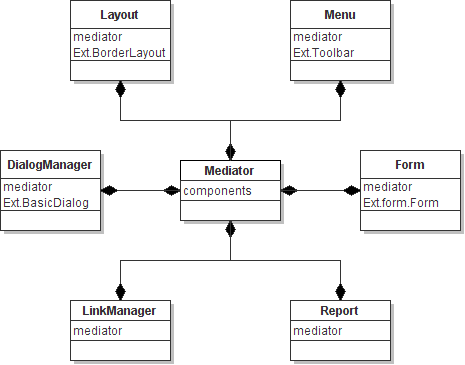 Layout
mediator
Ext.BorderLayout
Menu
mediator
Ext.Toolbar
DialogManager
mediator
Ext.BasicDialog
Mediator
components
Form
mediator
Ext.form.Form
LinkManager
mediator
Report
mediator